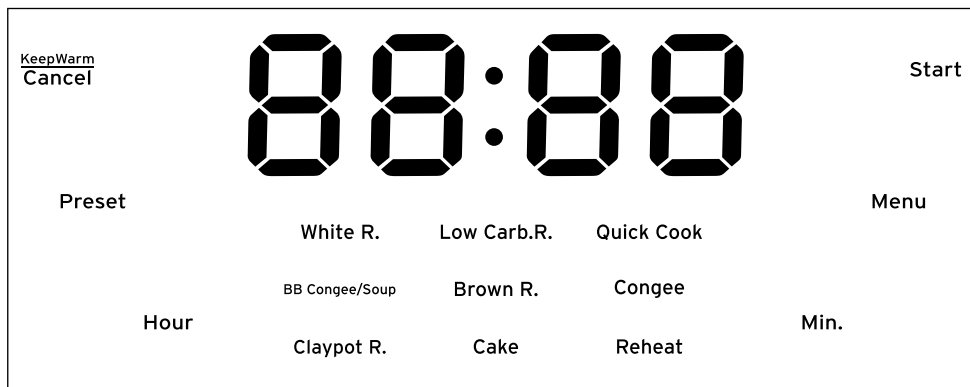 88:88
KeepWarm
Cancel
Start
Preset
Menu
White R.
Low Carb.R.
Quick Cook
BB Congee/Soup
Brown R.
Congee
Hour
Min.
Claypot R.
Cake
Reheat